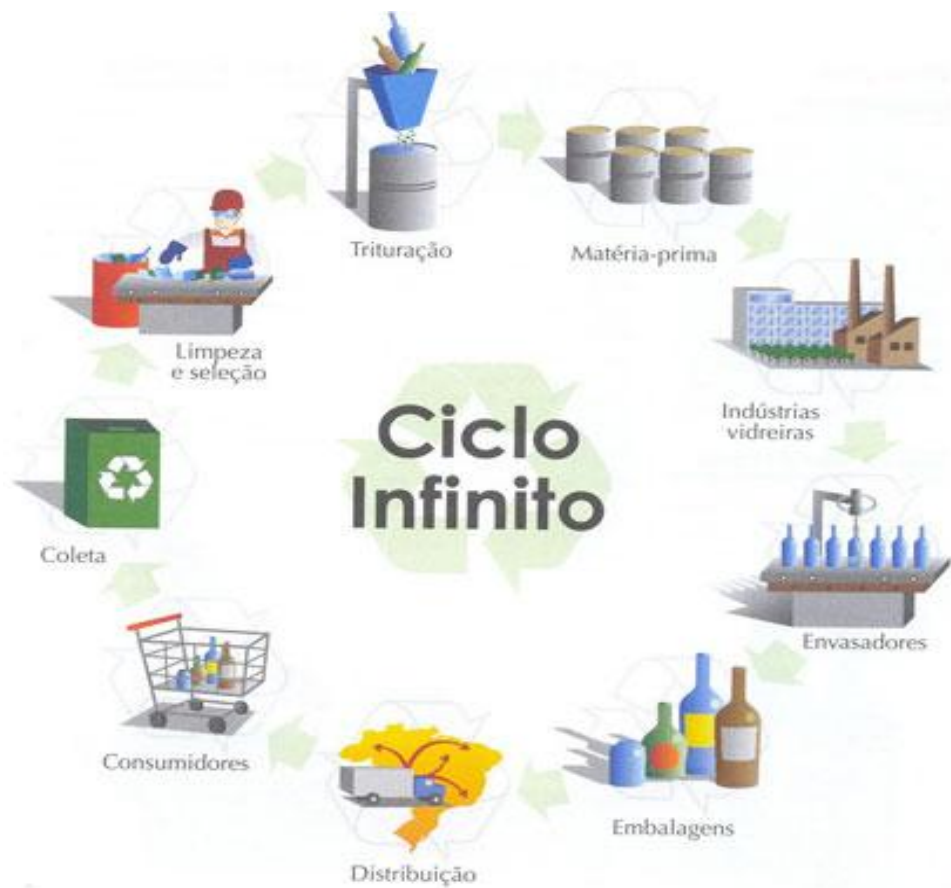 Trituração
Matéria-prima
Limpeza
e seleção
Indústrias
vidreiras
Ciclo
Infinito
Coleta
Envasadores
Consumidores
Embalagens
Distribuição